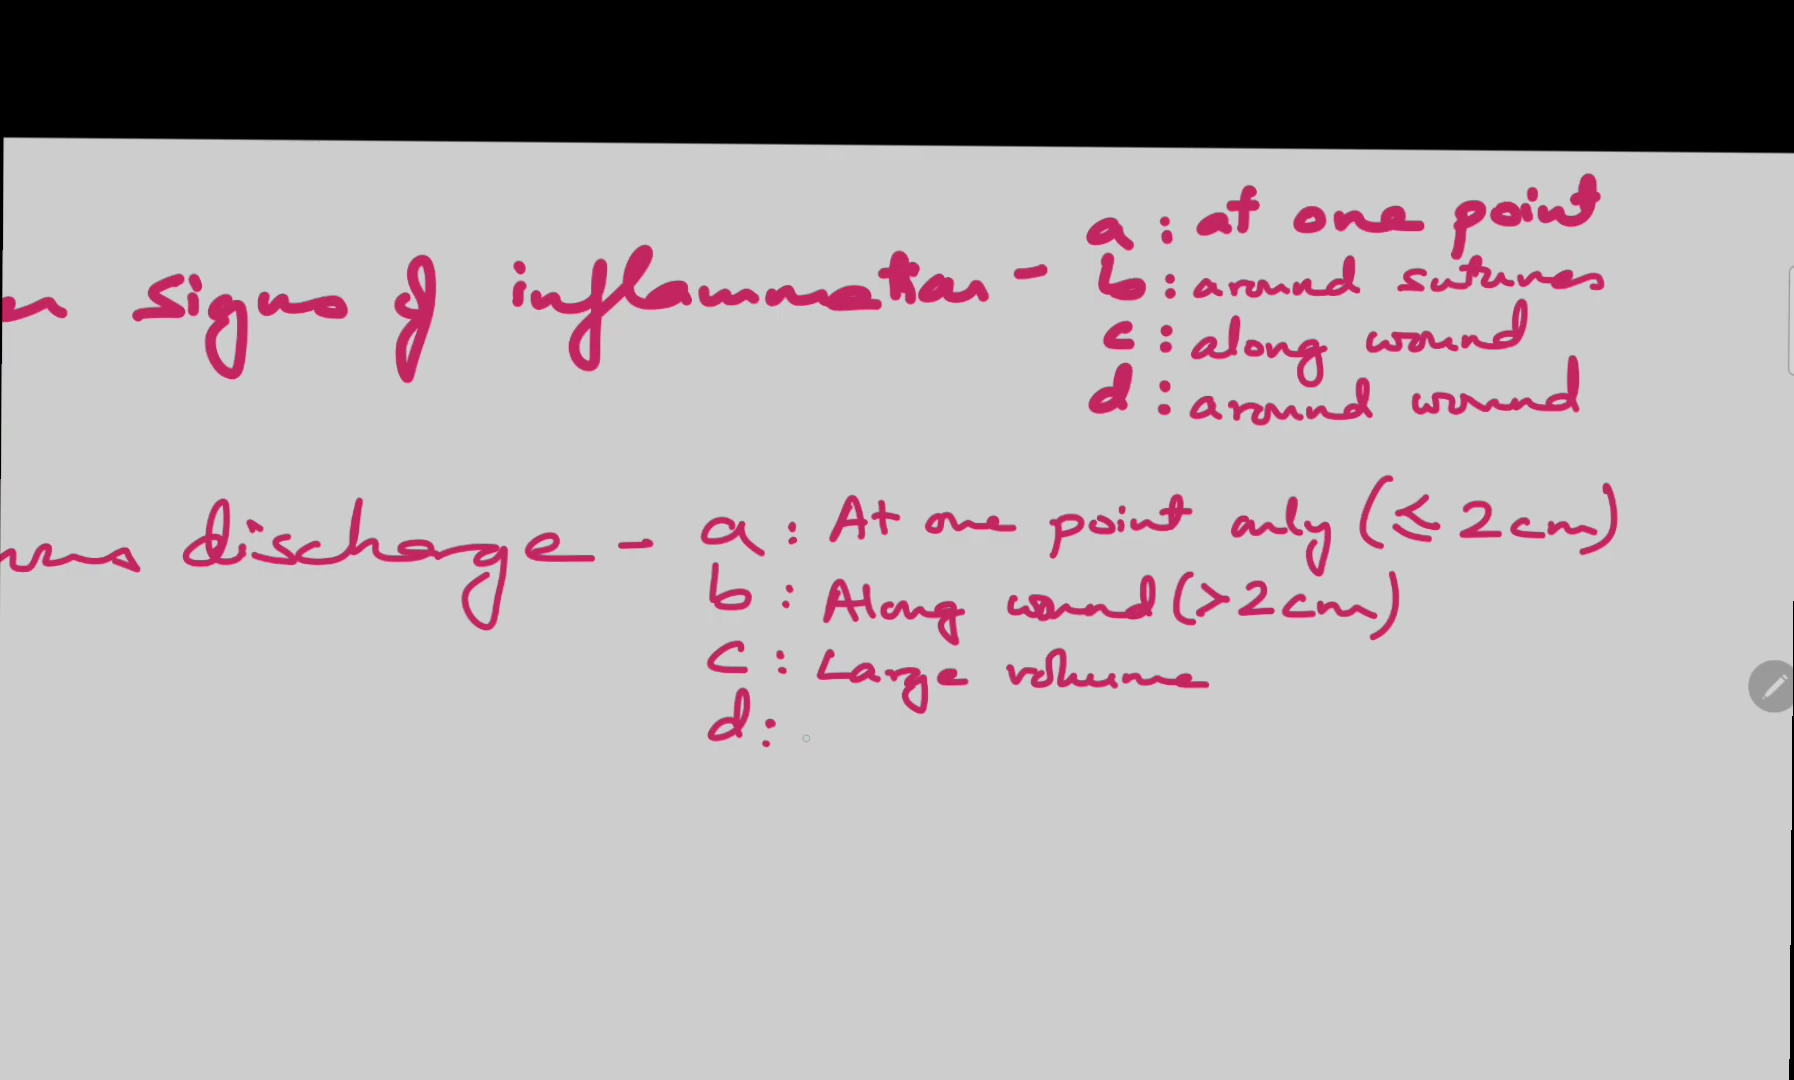 signs of inflammation - a: at one point
b: around sutures
c: along wound
d: around wound
discharge - a: At one point only (≤ 2cm)
b: Along wound (>2cm)
c: Large volume
d: